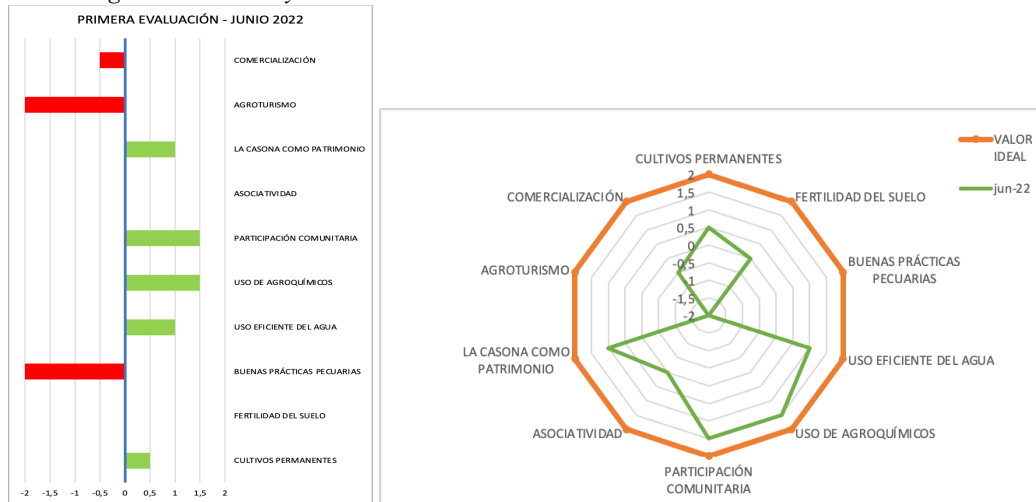 PRIMERA EVALUACIÓN - JUNIO 2022
COMERCIALIZACIÓN
AGROTURISMO
LA CASONA COMO PATRIMONIO
ASOCIATIVIDAD
PARTICIPACIÓN COMUNITARIA
USO DE AGROQUÍMICOS
USO EFICIENTE DEL AGUA
BUENAS PRÁCTICAS PECUARIAS
FERTILIDAD DEL SUELO
CULTIVOS PERMANENTES
-2 -1,5 -1 -0,5 0 0,5 1 1,5 2
VALOR
IDEAL
jun-22
CULTIVOS PERMANENTES
FERTILIDAD DEL SUELO
BUENAS PRÁCTICAS
PECUARIAS
USO EFICIENTE DEL AGUA
USO DE AGROQUÍMICOS
PARTICIPACIÓN
COMUNITARIA
ASOCIATIVIDAD
LA CASONA COMO
PATRIMONIO
AGROTURISMO
COMERCIALIZACIÓN
2
1,5
1
0,5
0
-0,5
-1
-1,5
-2